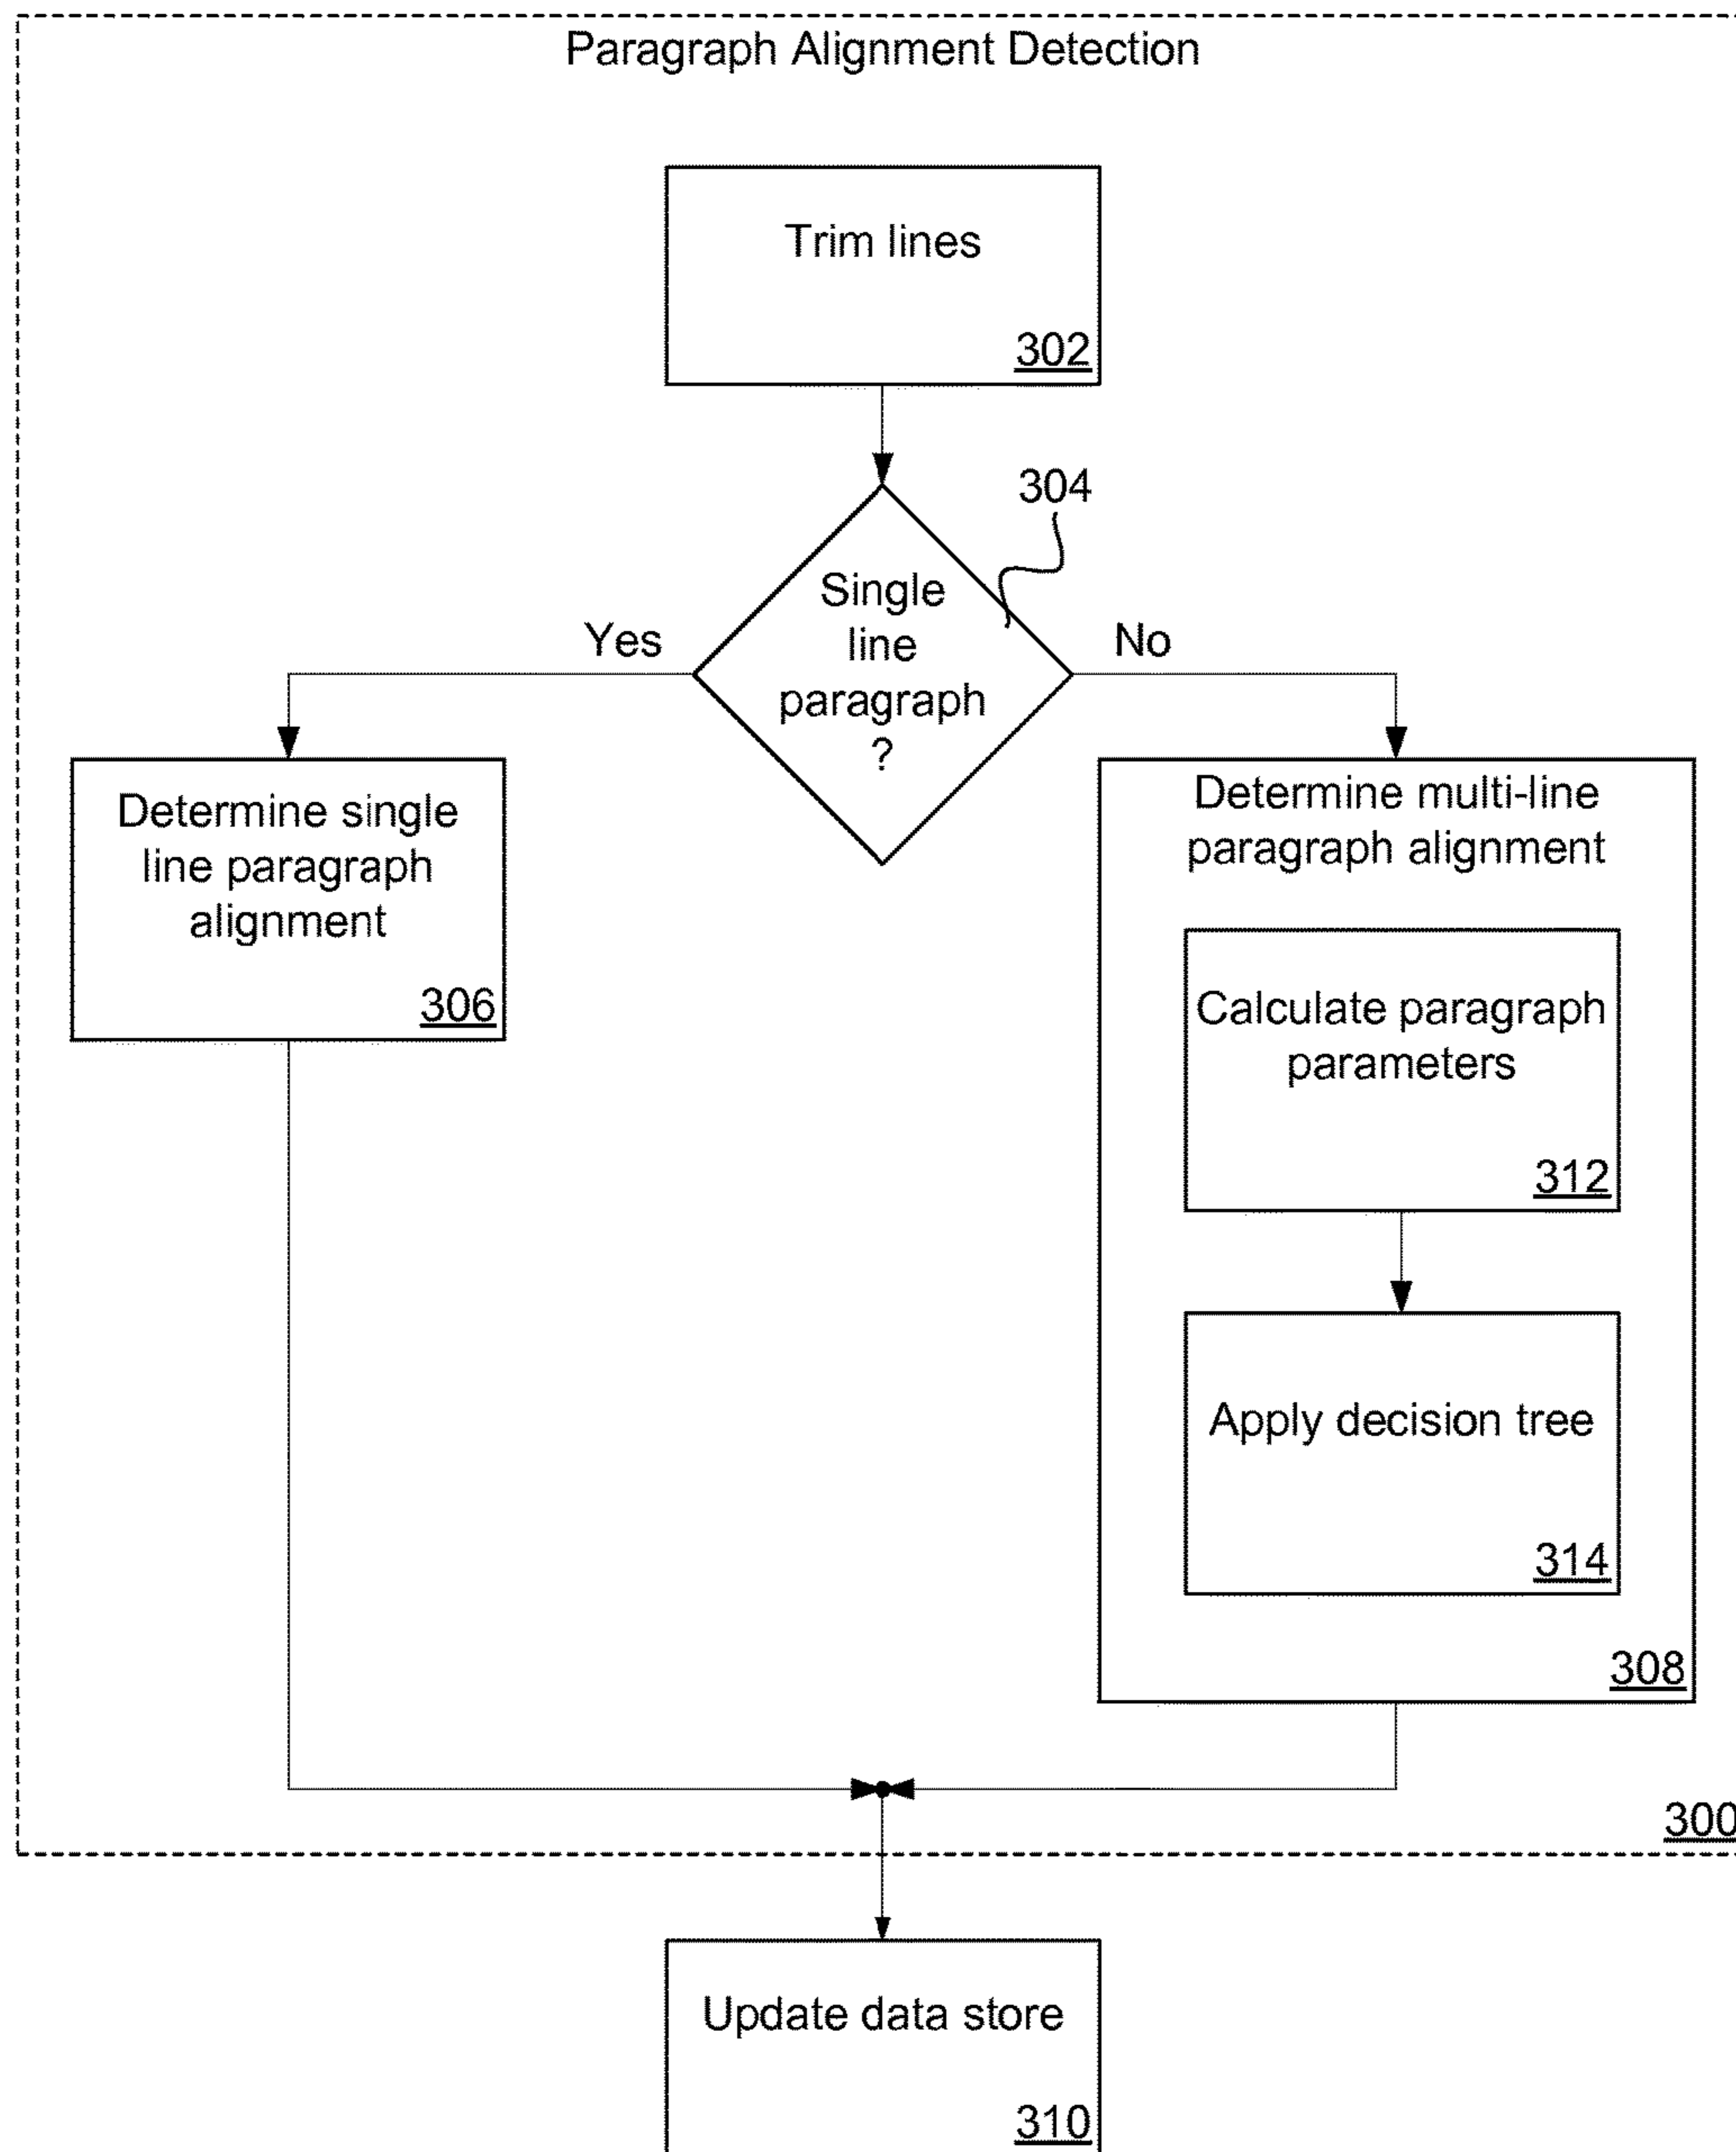 Paragraph Alignment Detection
Trim lines
302
304
Single
line
paragraph
?
Yes
No
Determine single
line paragraph
alignment
306
Determine multi-line
paragraph alignment
Calculate paragraph
parameters
312
Apply decision tree
314
308
300
Update data store
310